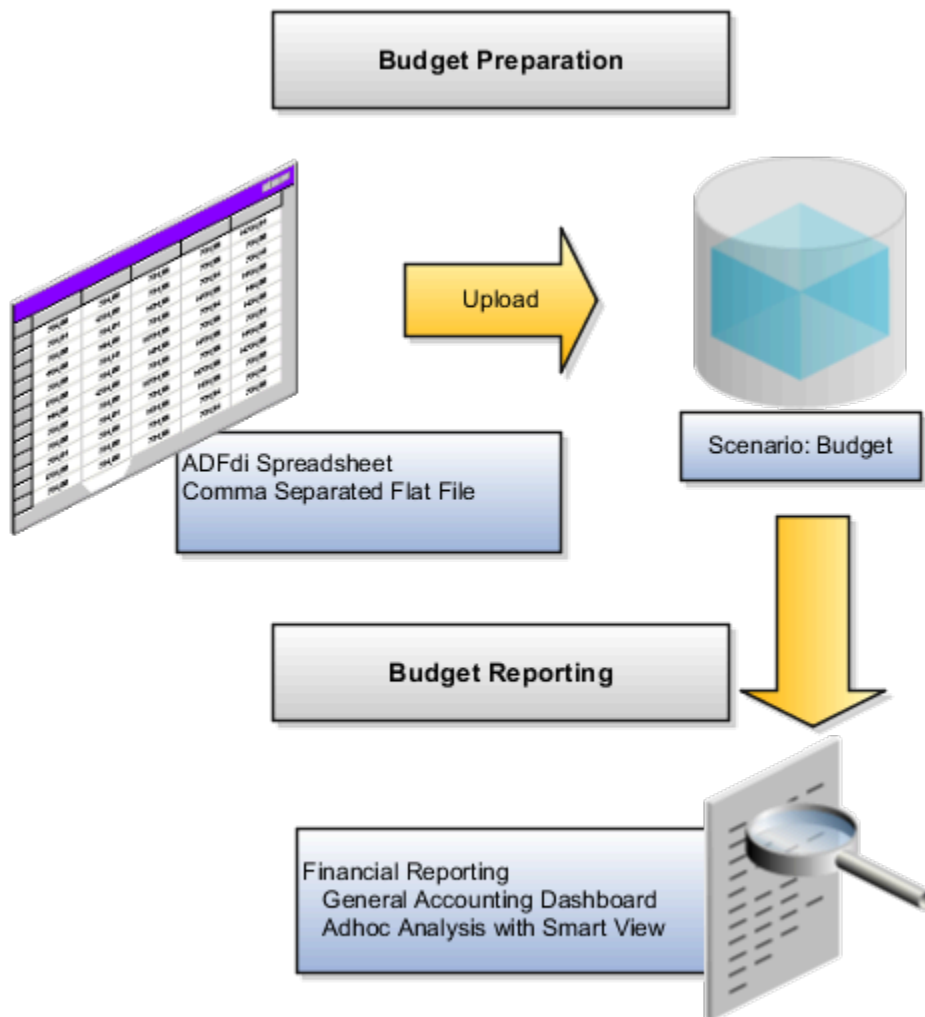 Budget Preparation
Upload
ADFdi Spreadsheet
Comma Separated Flat File
Scenario: Budget
Budget Reporting
Financial Reporting
General Accounting Dashboard
Adhoc Analysis with Smart View